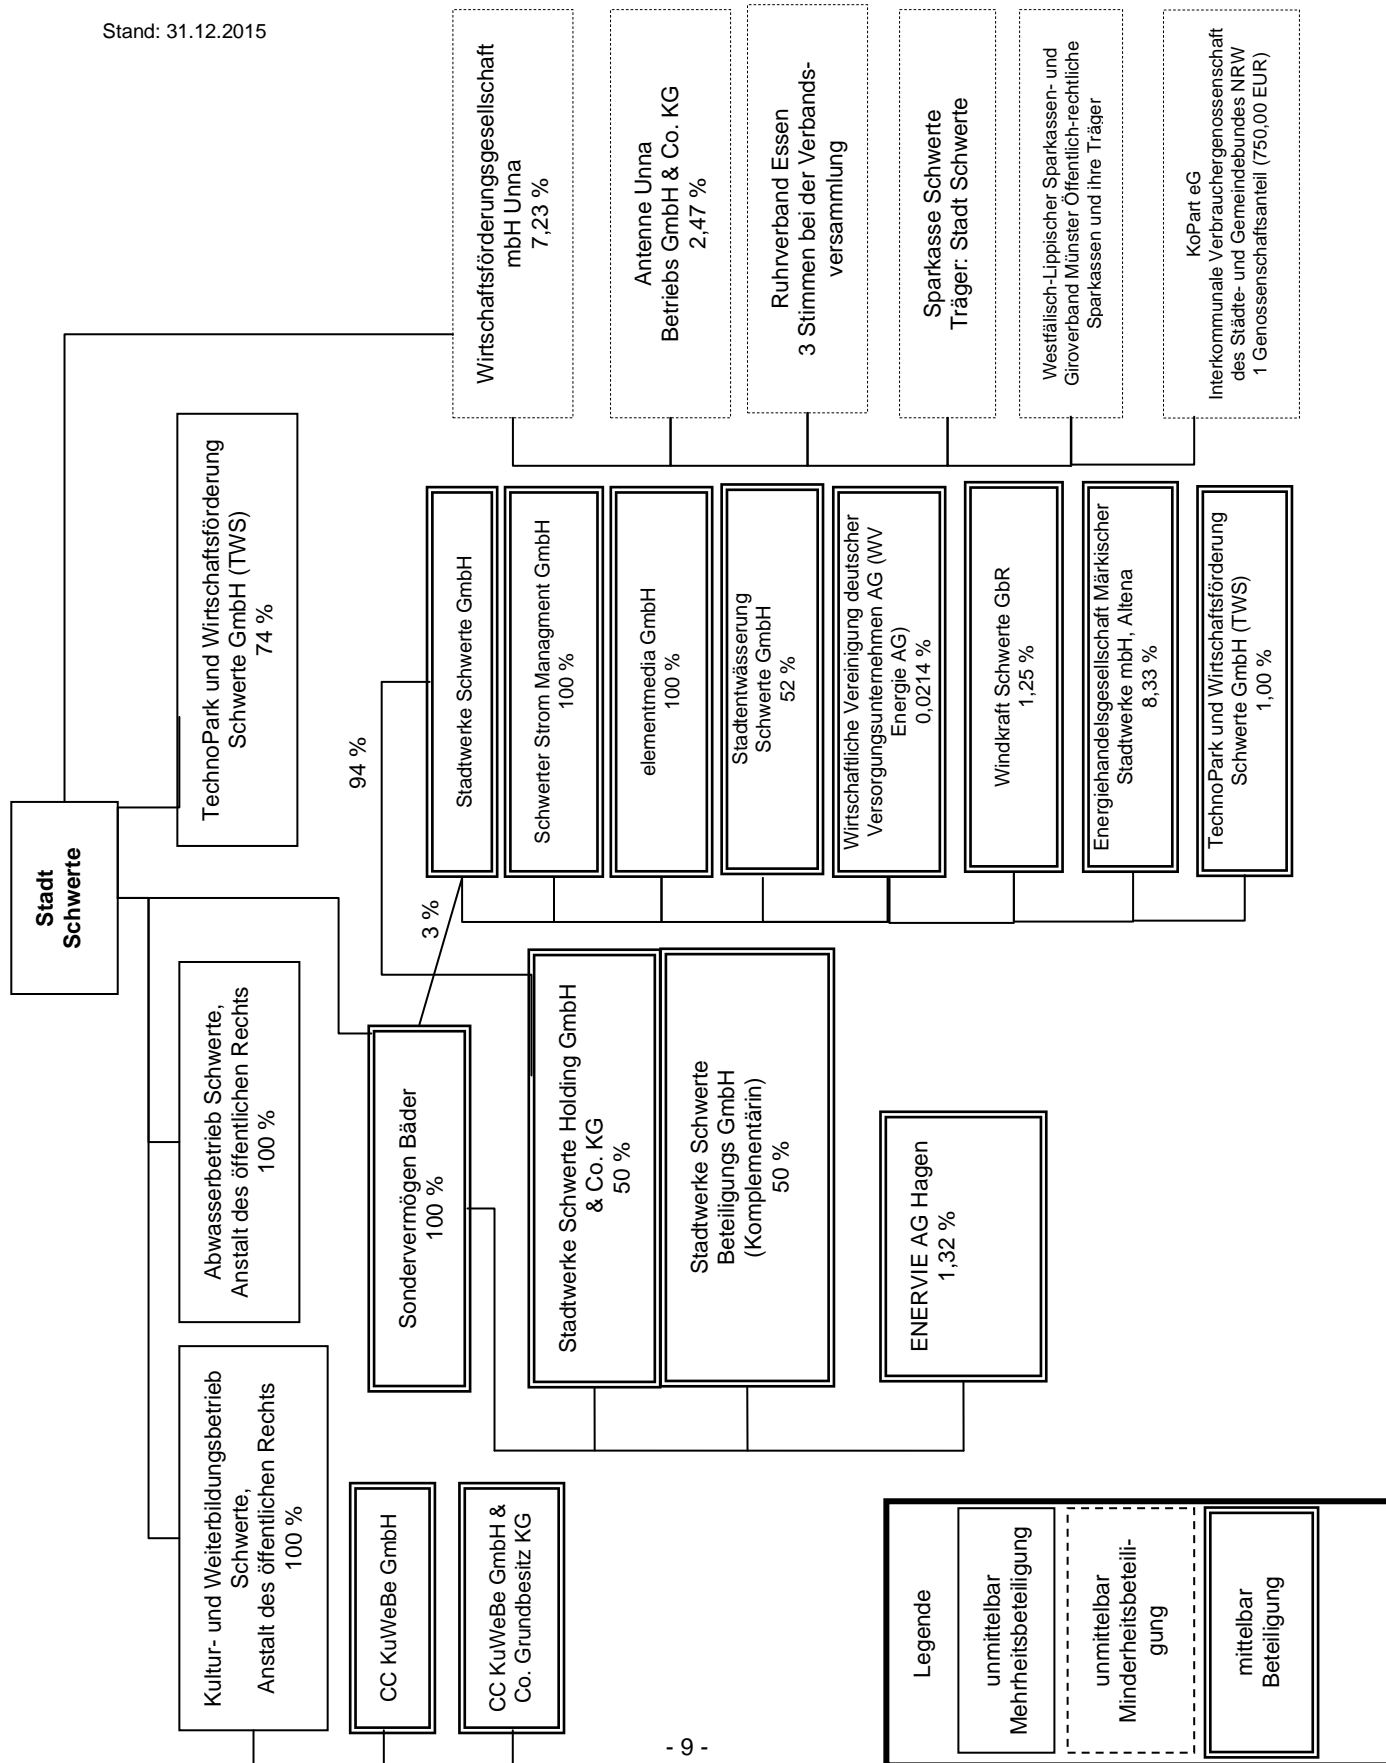 Stand: 31.12.2015
Stadt
Schwerte
Kultur- und Weiterbildungsbetrieb
Schwerte,
Anstalt des öffentlichen Rechts
100 %
Abwasserbetrieb Schwerte,
Anstalt des öffentlichen Rechts
100 %
TechnoPark und Wirtschaftsförderung
Schwerte GmbH (TWS)
74 %
CC KuWeBe GmbH
CC KuWeBe GmbH &
Co. Grundbesitz KG
Sondervermögen Bäder
100 %
3 %
94 %
Stadtwerke Schwerte Holding GmbH
& Co. KG
50 %
Stadtwerke Schwerte
Beteiligungs GmbH
(Komplementärin)
50 %
ENERVIE AG Hagen
1,32 %
Stadtwerke Schwerte GmbH
Schwerter Strom Managment GmbH
100 %
elementmedia GmbH
100 %
Stadtentwässerung
Schwerte GmbH
52 %
Wirtschaftliche Vereinigung deutscher
Versorgungsunternehmen AG (WV
Energie AG)
0,0214 %
Windkraft Schwerte GbR
1,25 %
Energiehandelsgesellschaft Märkischer
Stadtwerke mbH, Altena
8,33 %
TechnoPark und Wirtschaftsförderung
Schwerte GmbH (TWS)
1,00 %
Wirtschaftsförderungsgesellschaft
mbH Unna
7,23 %
Antenne Unna
Betriebs GmbH & Co. KG
2,47 %
Ruhrverband Essen
3 Stimmen bei der Verbands-
versammlung
Sparkasse Schwerte
Träger: Stadt Schwerte
Westfälisch-Lippischer Sparkassen- und
Giroverband Münster Öffentlich-rechtliche
Sparkassen und ihre Träger
KoPart eG
Interkommunale Verbrauchergenossenschaft
des Städte- und Gemeindebundes NRW
1 Genossenschaftsanteil (750,00 EUR)
Legende
unmittelbar
Mehrheitsbeteiligung
unmittelbar
Minderheitsbeteili-
gung
mittelbar
Beteiligung
- 9 -